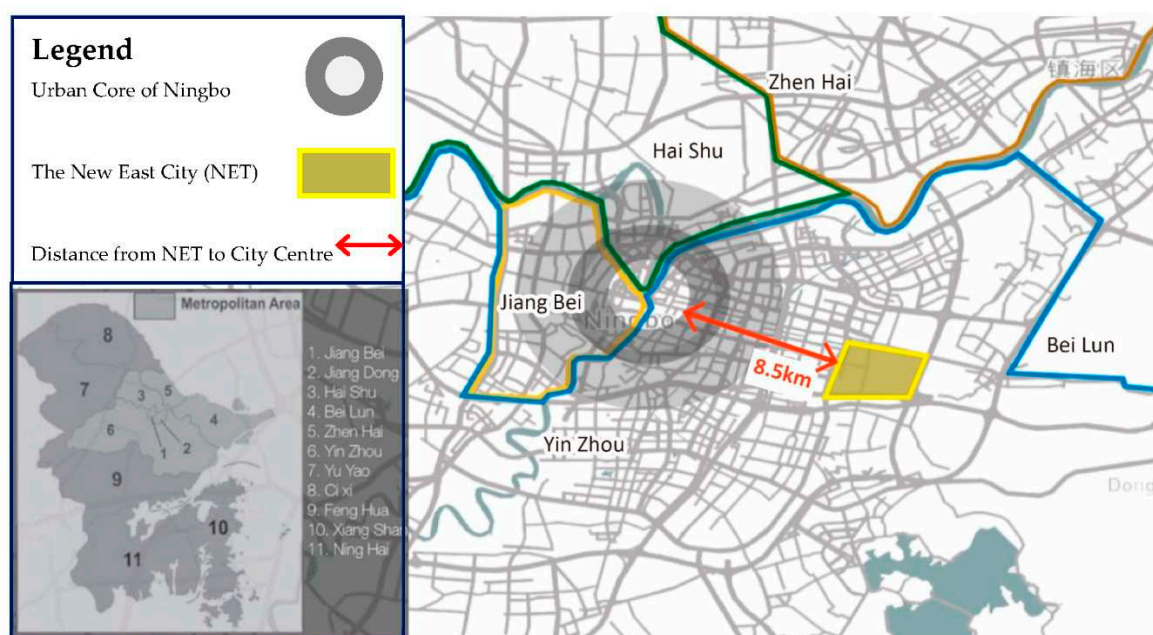 Legend
Urban Core of Ningbo
The New East City (NET)
Distance from NET to City Centre
Metropolitan Area
8
7
5
3
4
6
1
2
9
10
11
1. Jiang Bei
2. Jiang Dong
3. Hai Shu
4. Bei Lun
5. Zhen Hai
6. Yin Zhou
7. Yu Yao
8. Ci xi
9. Feng Hua
10. Xiang Shan
11. Ning Hai
镇海区
Zhen Hai
Hai Shu
Jiang Bei
Ningbo
Bei Lun
8.5km
Yin Zhou
Dong